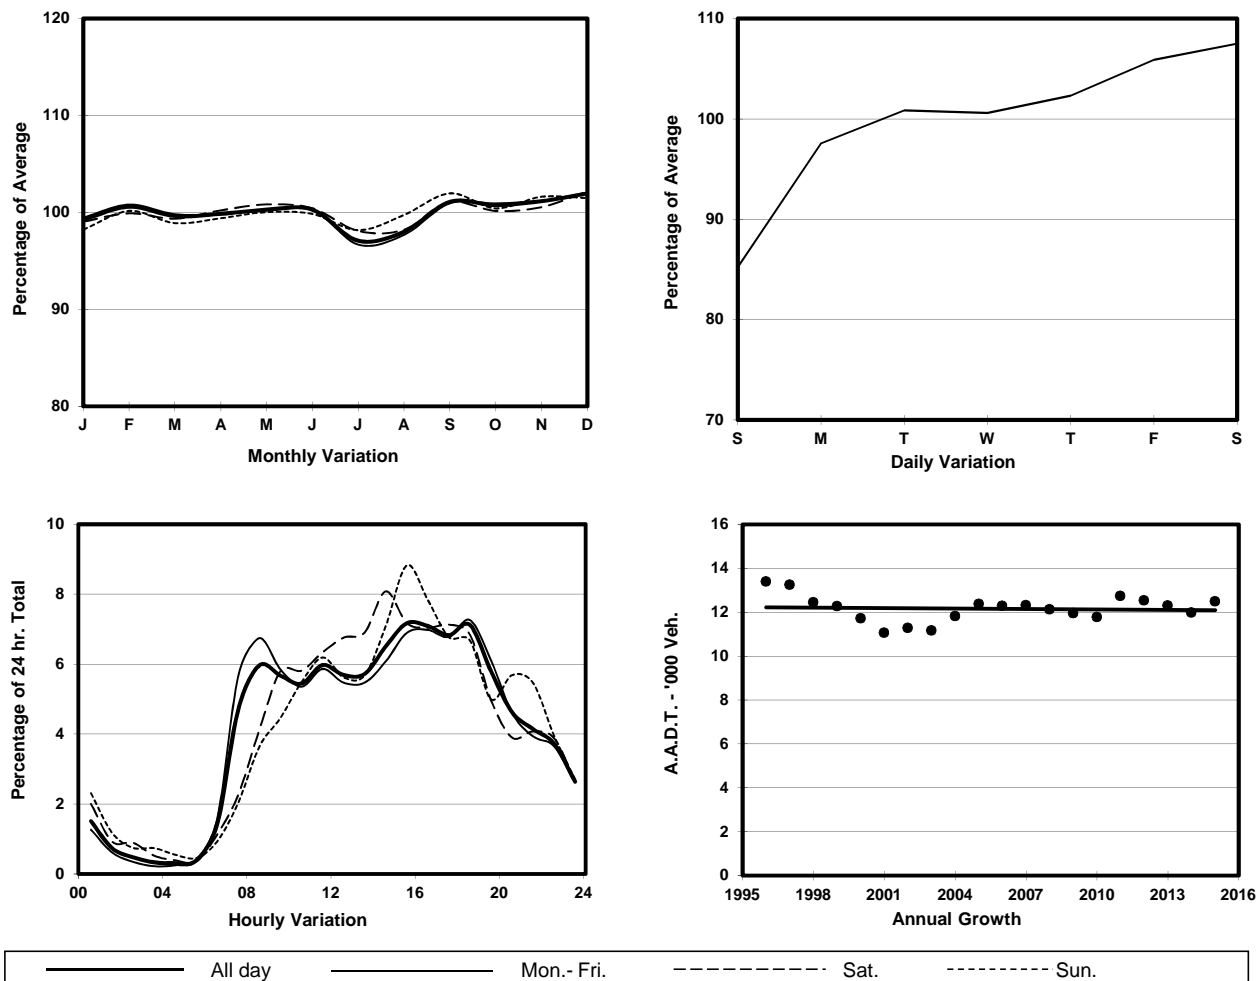 120
110
100
90
80
Percentage of Average
J F M A M J J A S O N D
Monthly Variation
110
100
90
80
70
Percentage of Average
S M T W T F S
Daily Variation
10
8
6
4
2
0
Percentage of 24 hr. Total
00 04 08 12 16 20 24
Hourly Variation
16
14
12
10
8
6
4
2
0
A.A.D.T. - '000 Veh.
1995 1998 2001 2004 2007 2010 2013 2016
Annual Growth
All day Mon.- Fri. Sat. Sun.